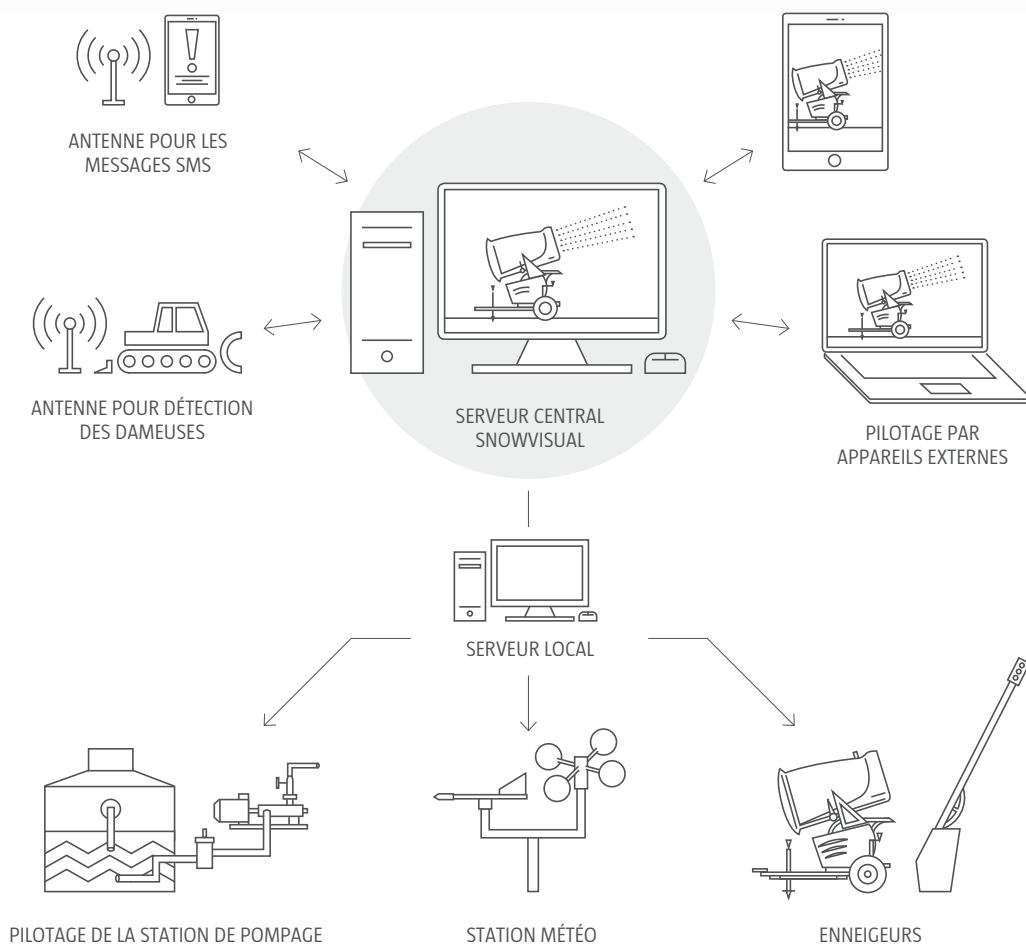 ANTENNE POUR LES
MESSAGES SMS
ANTENNE POUR DÉTECTION
DES DAMEUSES
SERVEUR CENTRAL
SNOWVISUAL
PILOTAGE PAR
APPAREILS EXTERNES
SERVEUR LOCAL
PILOTAGE DE LA STATION DE POMPAGE
STATION MÉTÉO
ENNEIGEURS